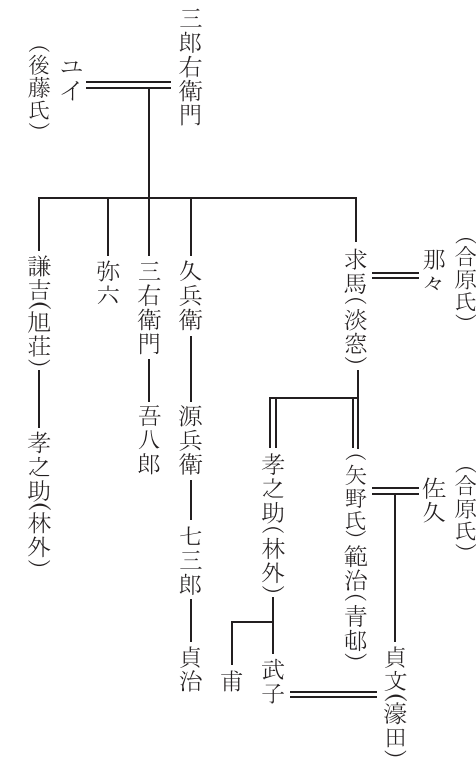 （合原氏）
那々
三郎右衛門
ユイ
（後藤氏）
求馬（淡窓）
久兵衛
三右衛門
弥六
謙吉（旭荘）
（合原氏）
佐久
（矢野氏）範治（青邨）
孝之助（林外）
源兵衛
吾八郎
孝之助（林外）
七三郎
貞文（濠田）
武子
甫
貞治